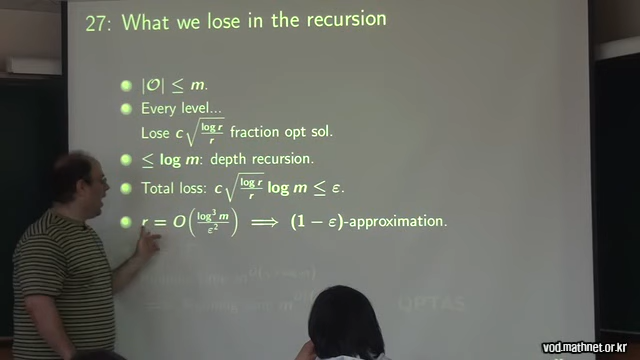 27: What we lose in the recursion
|𝒪| ≤ m.
Every level...
Lose c√(log r / r) fraction opt sol.
≤ log m: depth recursion.
Total loss: c√(log r / r) log m ≤ ε.
r = O(log³ m / ε²) ⟹ (1 − ε)-approximation.
QPTAS
vod.mathnet.or.kr